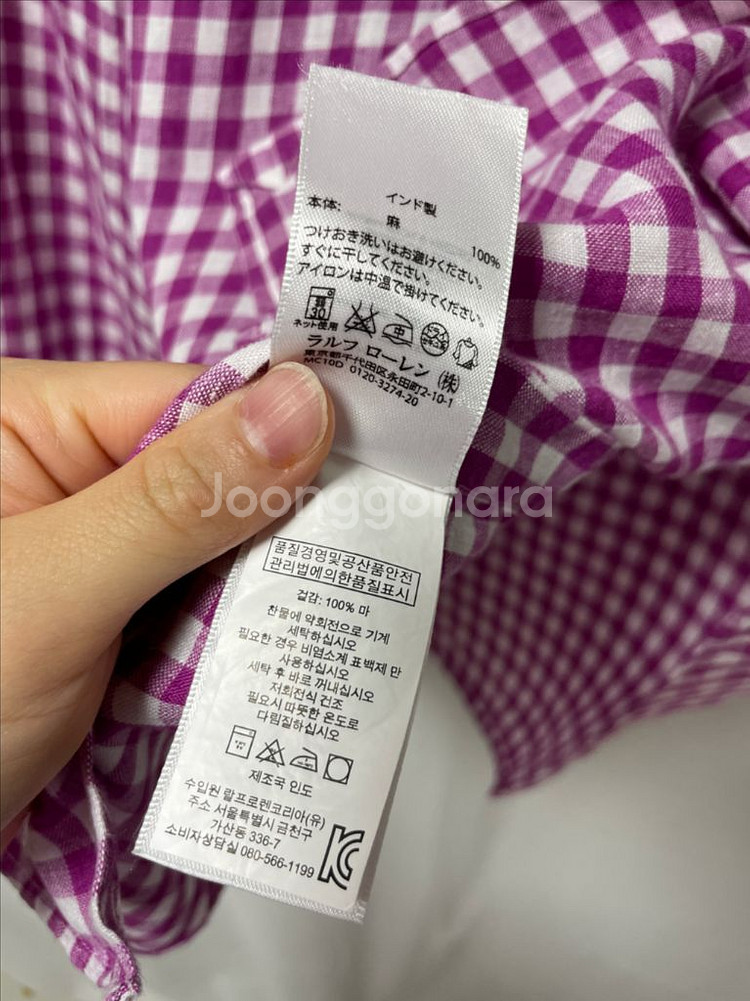 インド製
本体: 麻 100%
つけおき洗いはお避けください。
すぐに干してください。
アイロンは中温で掛けてください。
30 中
ネット使用
ラルフ ローレン (株)
東京都千代田区永田町2-10-1
MC10D 0120-3274-20
Joonggonara
품질경영및공산품안전
관리법에의한품질표시
겉감: 100% 마
찬물에 약회전으로 기계
세탁하십시오
필요한 경우 비염소계 표백제 만
사용하십시오
세탁 후 바로 꺼내십시오
저회전식 건조
필요시 따뜻한 온도로
다림질하십시오
제조국 인도
수입원 랄프로렌코리아(유)
주소 서울특별시 금천구
가산동 336-7
소비자상담실 080-566-1199